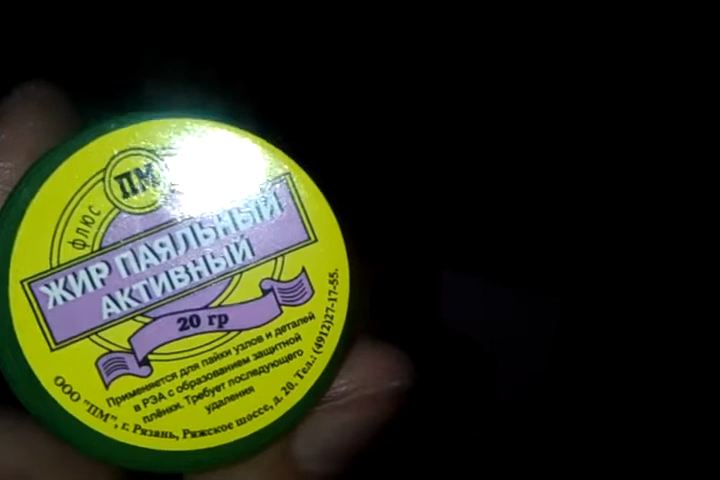 ПМ
флюс
ЖИР ПАЯЛЬНЫЙ
АКТИВНЫЙ
20 гр
Применяется для пайки узлов и деталей
в РЭА с образованием защитной
плёнки. Требует последующего
удаления
ООО "ПМ", г. Рязань, Ряжское шоссе, д. 20. Тел.: (4912)27-17-55.